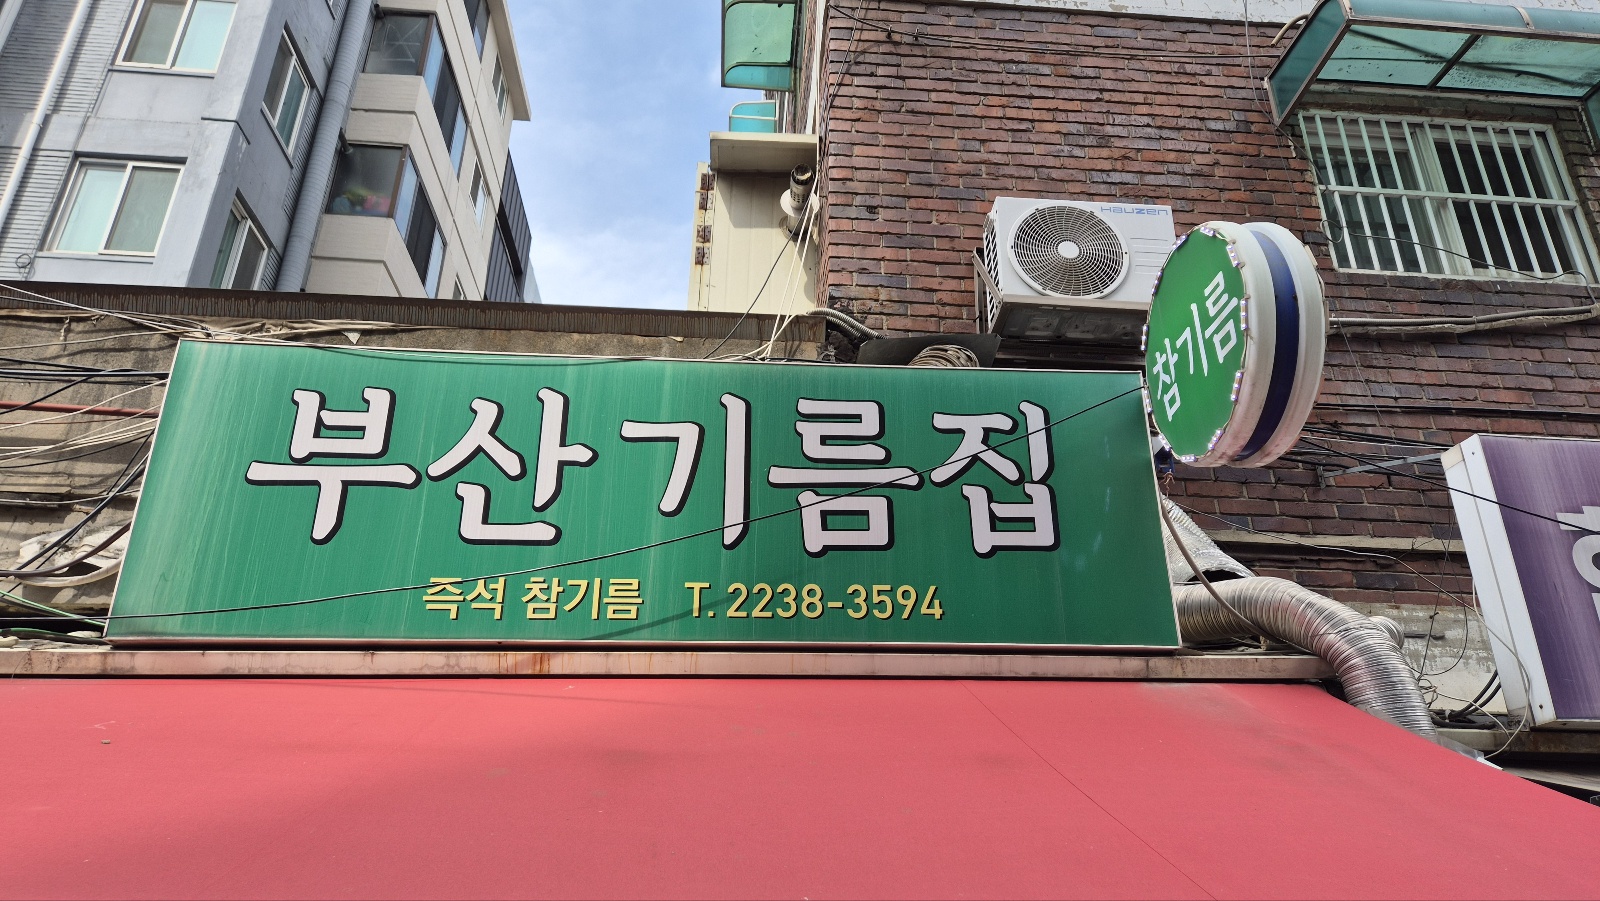 Hauzen
참기름
부산기름집
즉석 참기름 T. 2238-3594